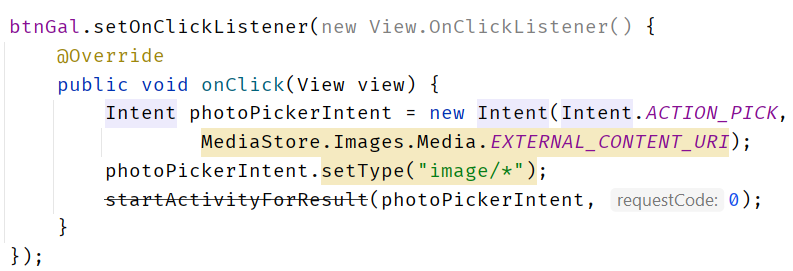 btnGal.setOnClickListener(new View.OnClickListener() {
@Override
public void onClick(View view) {
Intent photoPickerIntent = new Intent(Intent.ACTION_PICK,
MediaStore.Images.Media.EXTERNAL_CONTENT_URI);
photoPickerIntent.setType("image/*");
startActivityForResult(photoPickerIntent, requestCode: 0);
}
});